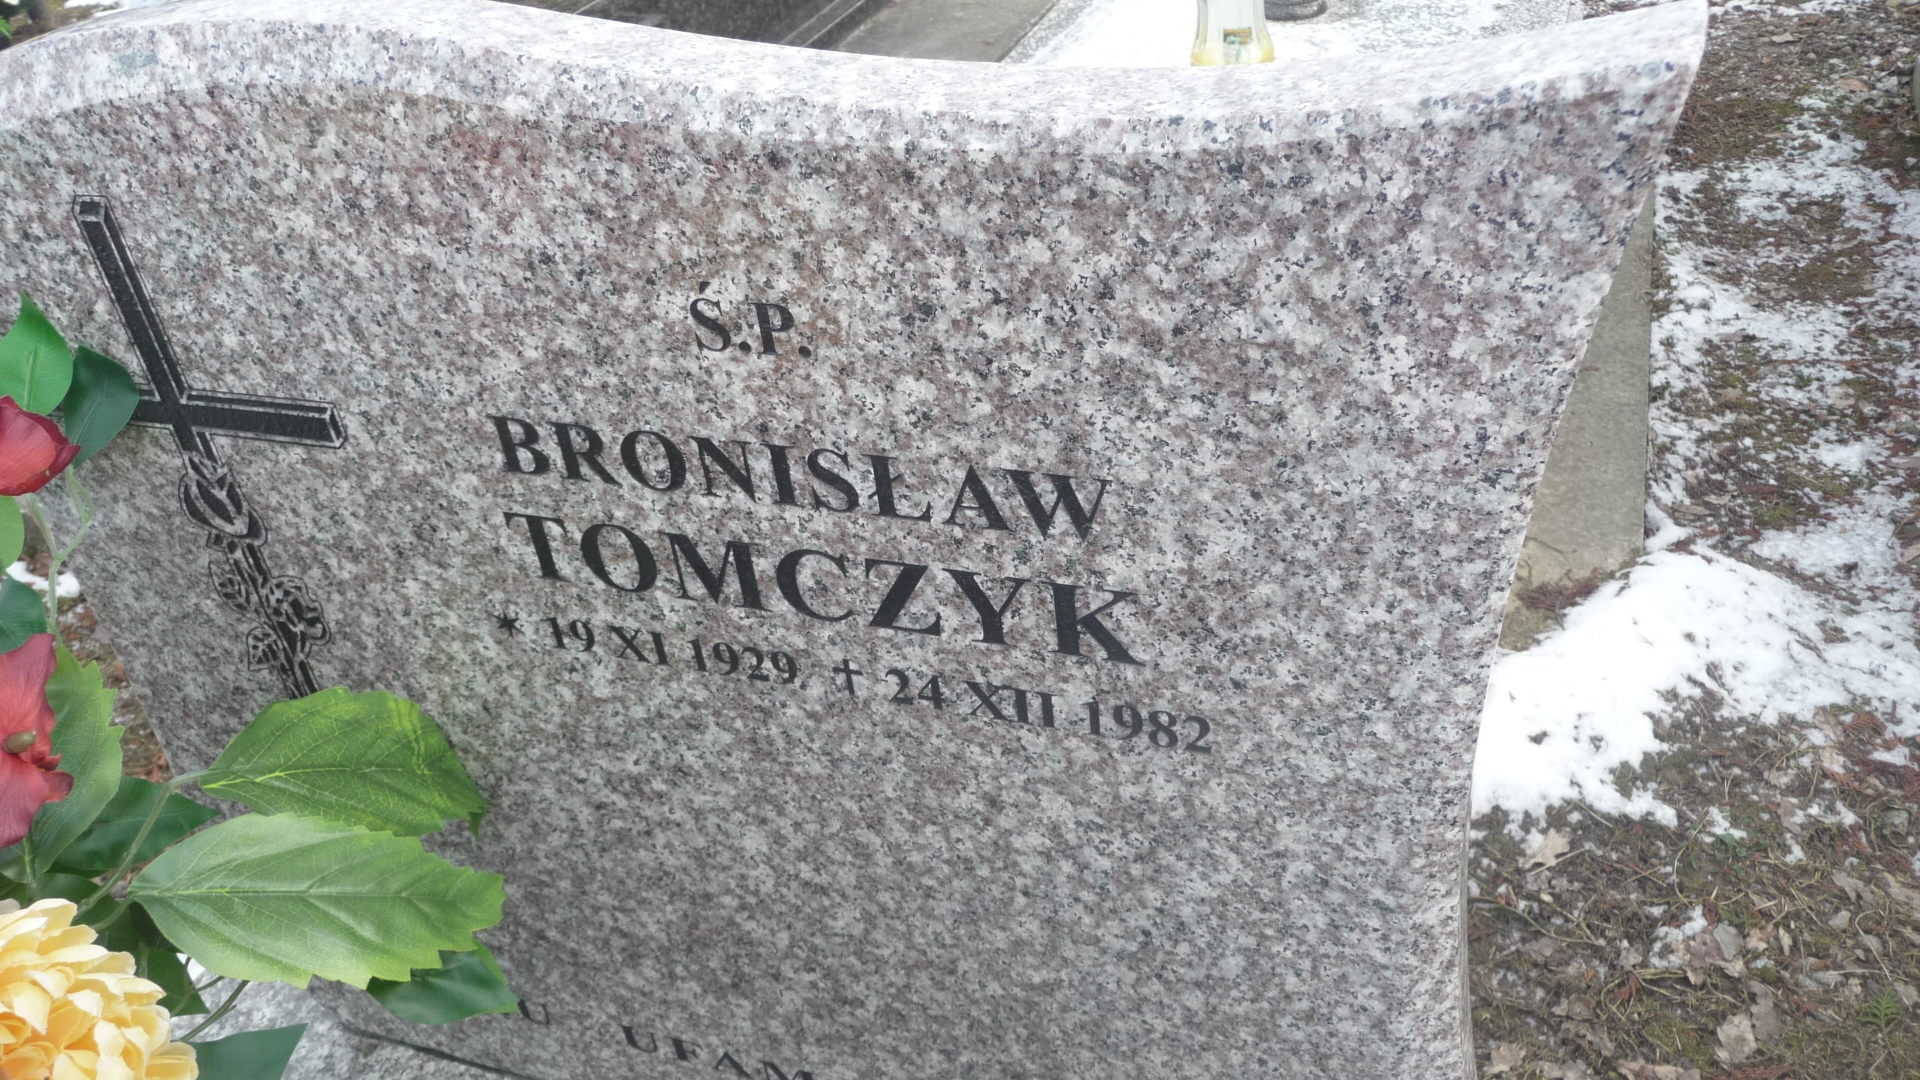 Ś.P.
BRONISŁAW
TOMCZYK
* 19 XI 1929 † 24 XII 1982
UFAM